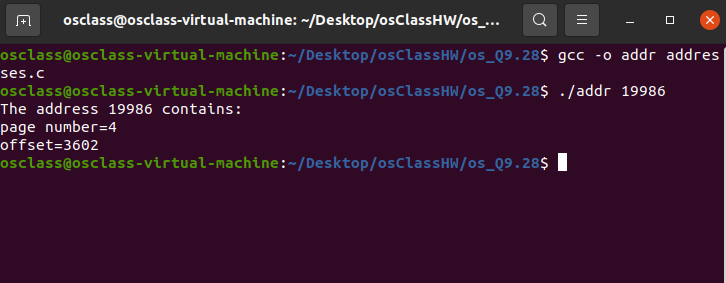 osclass@osclass-virtual-machine: ~/Desktop/osClassHW/os_...
osclass@osclass-virtual-machine:~/Desktop/osClassHW/os_Q9.28$ gcc -o addr addres
ses.c
osclass@osclass-virtual-machine:~/Desktop/osClassHW/os_Q9.28$ ./addr 19986
The address 19986 contains:
page number=4
offset=3602
osclass@osclass-virtual-machine:~/Desktop/osClassHW/os_Q9.28$